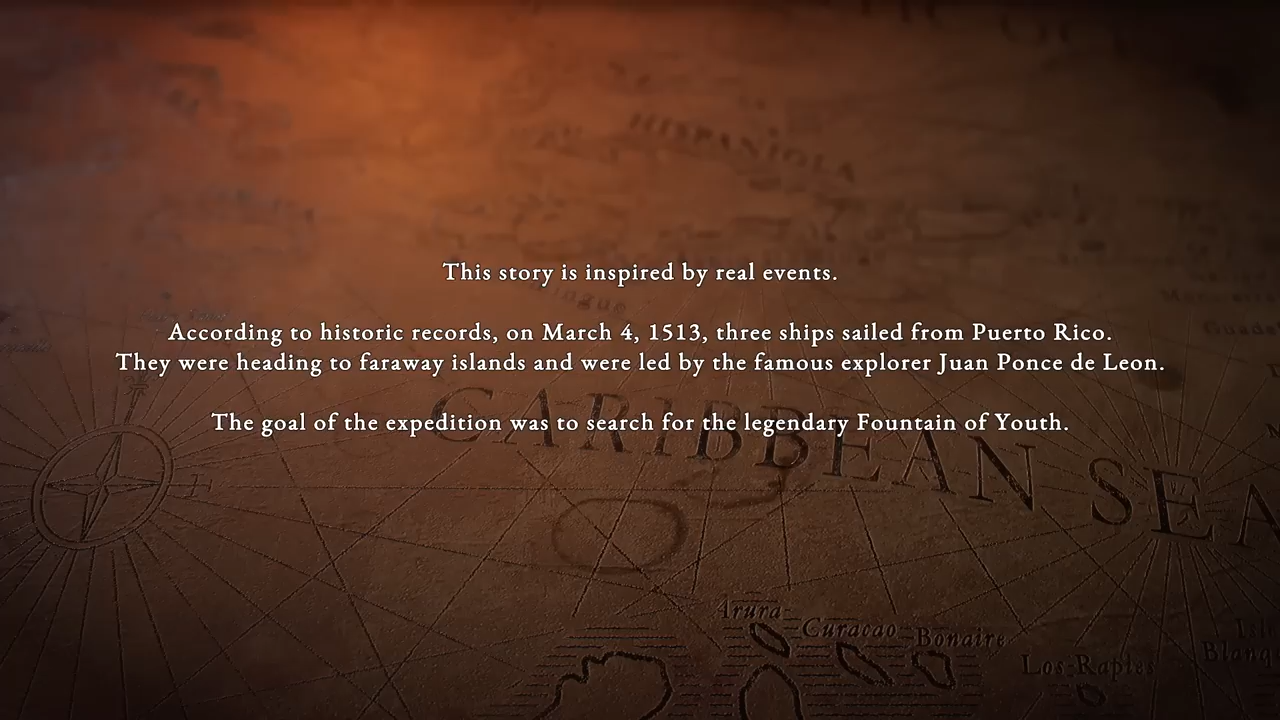 HISPANIOLA
This story is inspired by real events.
According to historic records, on March 4, 1513, three ships sailed from Puerto Rico.
They were heading to faraway islands and were led by the famous explorer Juan Ponce de Leon.
The goal of the expedition was to search for the legendary Fountain of Youth.
CARIBBEAN SEA
Arura
Curacao
Bonaire
Los-Raples